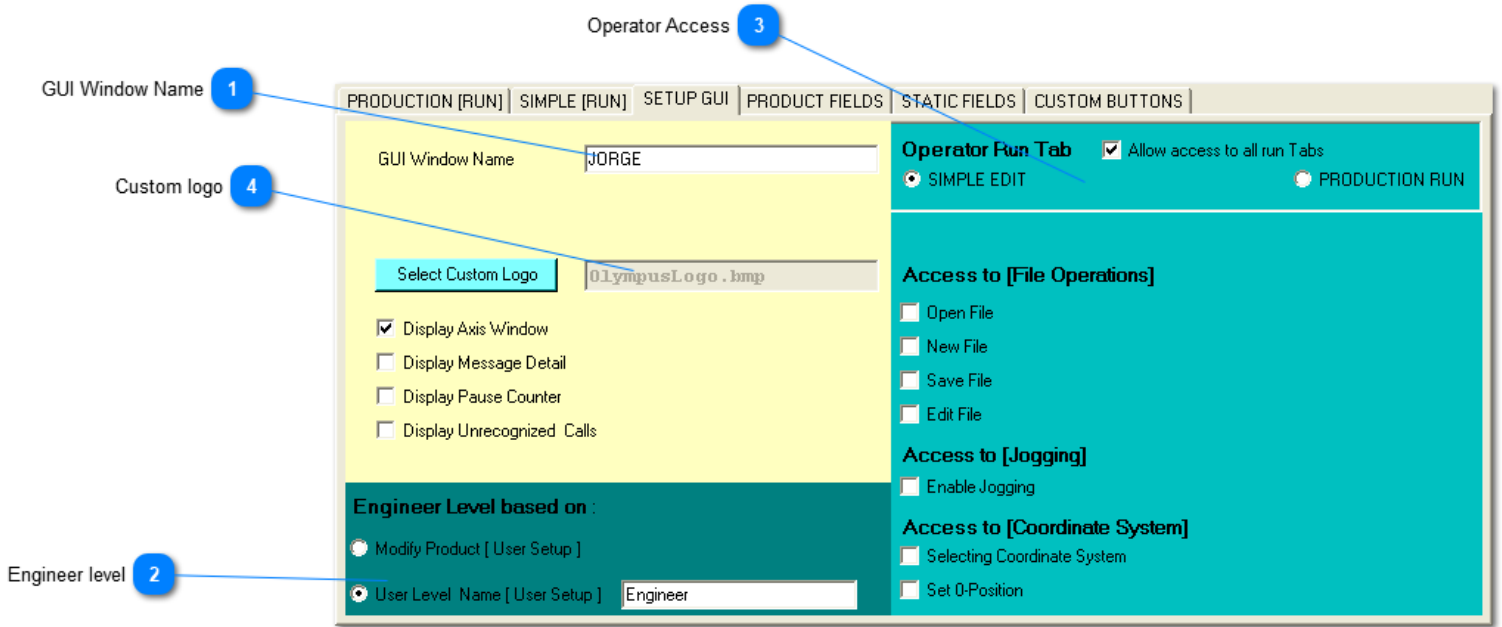 Operator Access 3
GUI Window Name 1
PRODUCTION [RUN] SIMPLE [RUN] SETUP GUI PRODUCT FIELDS STATIC FIELDS CUSTOM BUTTONS
GUI Window Name JORGE
Custom logo 4
Select Custom Logo OlympusLogo.bmp
Display Axis Window
Display Message Detail
Display Pause Counter
Display Unrecognized Calls
Engineer Level based on :
Modify Product [ User Setup ]
Engineer level 2
User Level Name [ User Setup ] Engineer
Operator Run Tab Allow access to all run Tabs
SIMPLE EDIT PRODUCTION RUN
Access to [File Operations]
Open File
New File
Save File
Edit File
Access to [Jogging]
Enable Jogging
Access to [Coordinate System]
Selecting Coordinate System
Set 0-Position